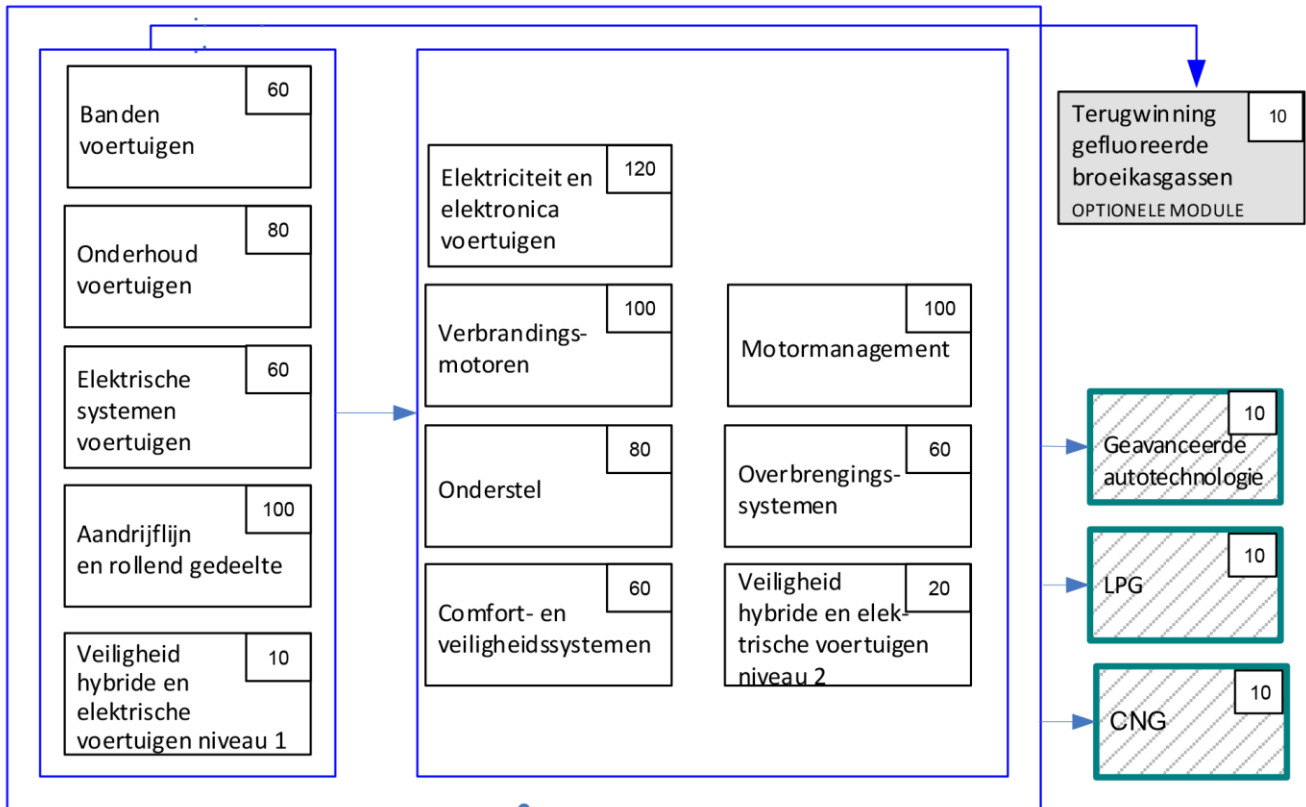 60
Banden
voertuigen
80
Onderhoud
voertuigen
60
Elektrische
systemen
voertuigen
100
Aandrijflijn
en rollend gedeelte
10
Veiligheid
hybride en
elektrische
voertuigen niveau 1
120
Elektriciteit en
elektronica
voertuigen
100
Verbrandings-
motoren
80
Onderstel
60
Comfort- en
veiligheidssystemen
100
Motormanagement
60
Overbrengings-
systemen
20
Veiligheid
hybride en elek-
trische voertuigen
niveau 2
10
Terugwinning
gefluoreerde
broeikasgassen
OPTIONELE MODULE
10
Geavanceerde
autotechnologie
10
LPG
10
CNG